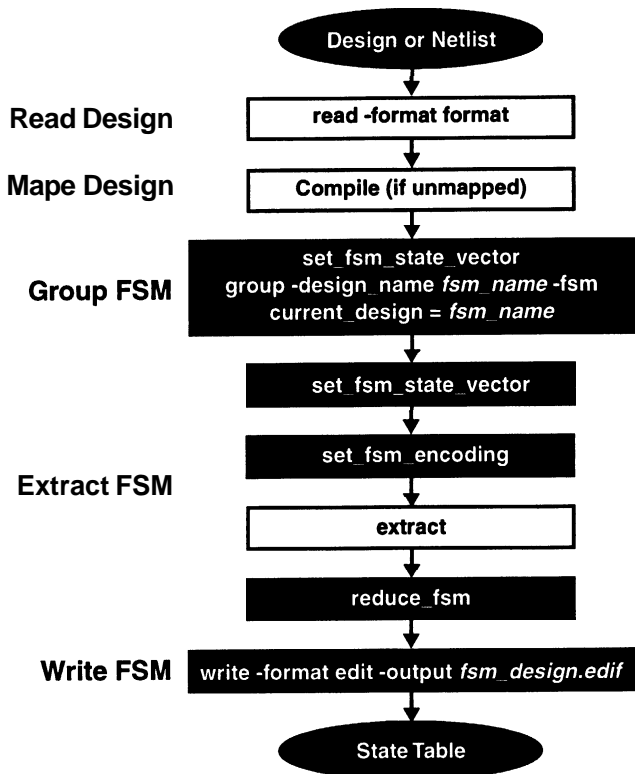 Design or Netlist
Read Design
read -format format
Mape Design
Compile (if unmapped)
Group FSM
set_fsm_state_vector
group -design_name fsm_name -fsm
current_design = fsm_name
set_fsm_state_vector
set_fsm_encoding
Extract FSM
extract
reduce_fsm
Write FSM
write -format edit -output fsm_design.edif
State Table